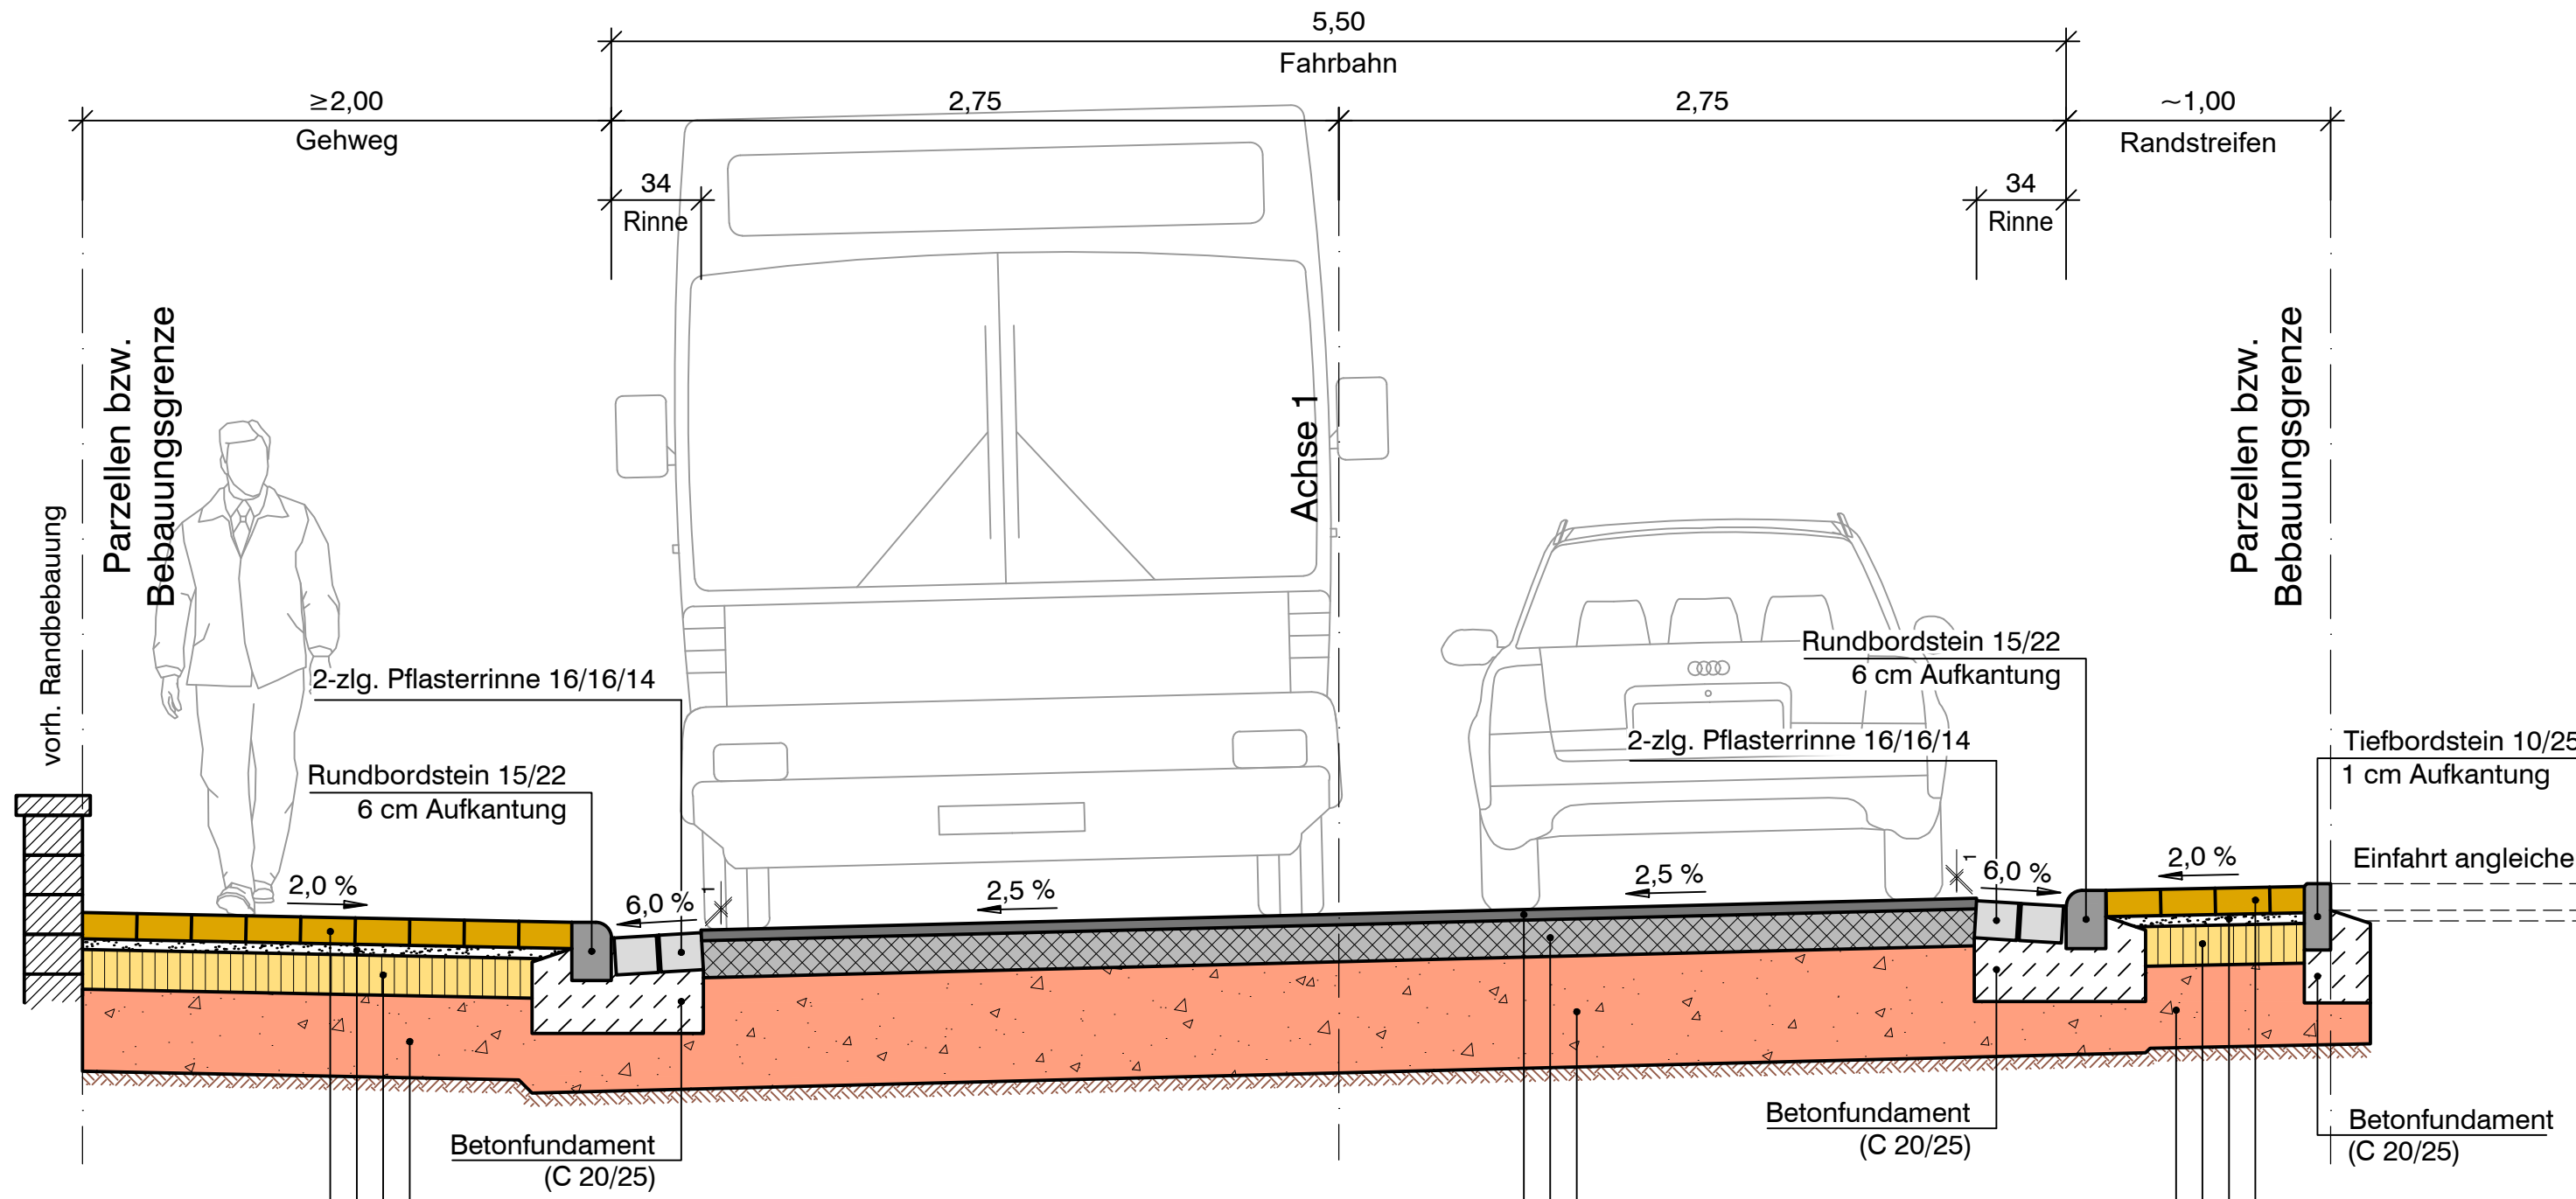 5,50
Fahrbahn
≥2,00
2,75
2,75
~1,00
Gehweg
Randstreifen
34
Rinne
34
Rinne
Parzellen bzw.
Bebauungsgrenze
vorh. Randbebauung
Achse 1
Parzellen bzw.
Bebauungsgrenze
2-zlg. Pflasterrinne 16/16/14
Rundbordstein 15/22
6 cm Aufkantung
Rundbordstein 15/22
6 cm Aufkantung
2-zlg. Pflasterrinne 16/16/14
Tiefbordstein 10/25
1 cm Aufkantung
Einfahrt angleiche
2,0 %
6,0 %
1
2,5 %
2,5 %
1
6,0 %
2,0 %
Betonfundament
(C 20/25)
Betonfundament
(C 20/25)
Betonfundament
(C 20/25)